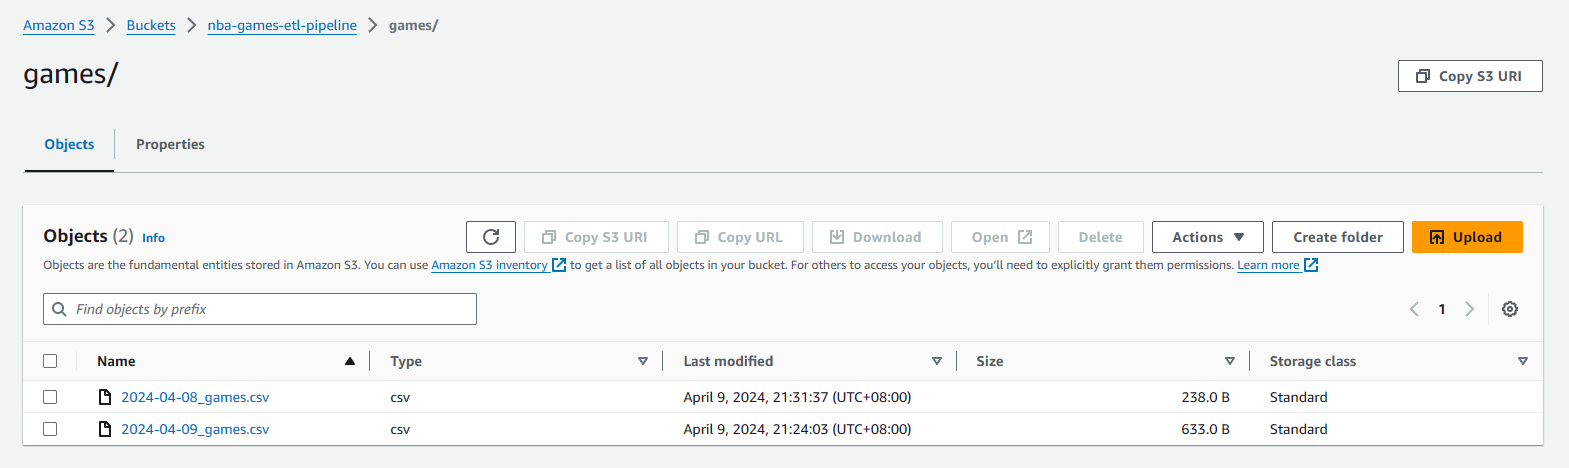 Amazon S3 > Buckets > nba-games-etl-pipeline > games/
games/
Copy S3 URI
Objects Properties
Objects (2) Info
Copy S3 URI Copy URL Download Open Delete Actions Create folder Upload
Objects are the fundamental entities stored in Amazon S3. You can use Amazon S3 inventory to get a list of all objects in your bucket. For others to access your objects, you'll need to explicitly grant them permissions. Learn more
Find objects by prefix
1
Name Type Last modified Size Storage class
2024-04-08_games.csv csv April 9, 2024, 21:31:37 (UTC+08:00) 238.0 B Standard
2024-04-09_games.csv csv April 9, 2024, 21:24:03 (UTC+08:00) 633.0 B Standard